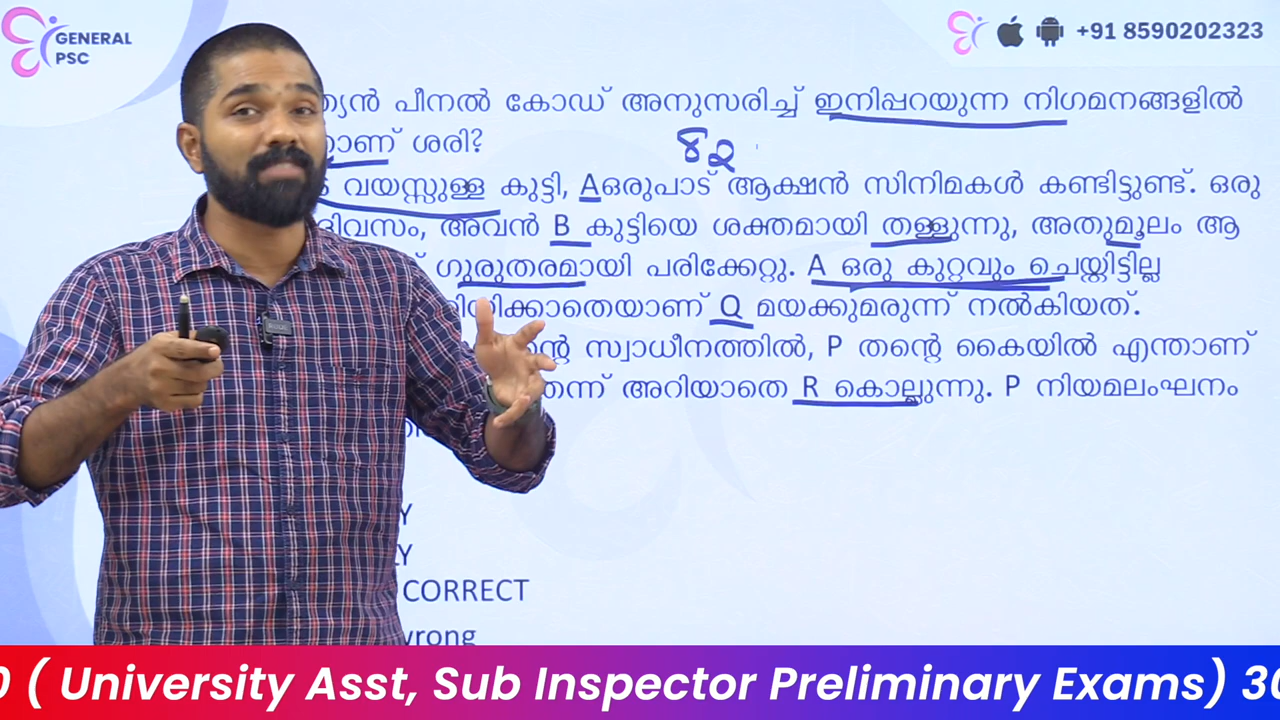 GENERAL
PSC
+91 8590202323
പീനൽ കോഡ് അനുസരിച്ച് ഇനിപ്പറയുന്ന നിഗമനങ്ങളിൽ
ശരി?
82
വയസ്സുള്ള കുട്ടി, A ഒരുപാട് ആക്ഷൻ സിനിമകൾ കണ്ടിട്ടുണ്ട്. ഒരു
ദിവസം, അവൻ B കുട്ടിയെ ശക്തമായി തള്ളുന്നു, അതുമൂലം ആ
ഗുരുതരമായി പരിക്കേറ്റു. A ഒരു കുറ്റവും ചെയ്തിട്ടില്ല
Q മയക്കുമരുന്ന് നൽകിയത്.
സ്വാധീനത്തിൽ, P തന്റെ കൈയിൽ എന്താണ്
അറിയാതെ R കൊല്ലുന്നു. P നിയമലംഘനം
CORRECT
wrong
( University Asst, Sub Inspector Preliminary Exams)